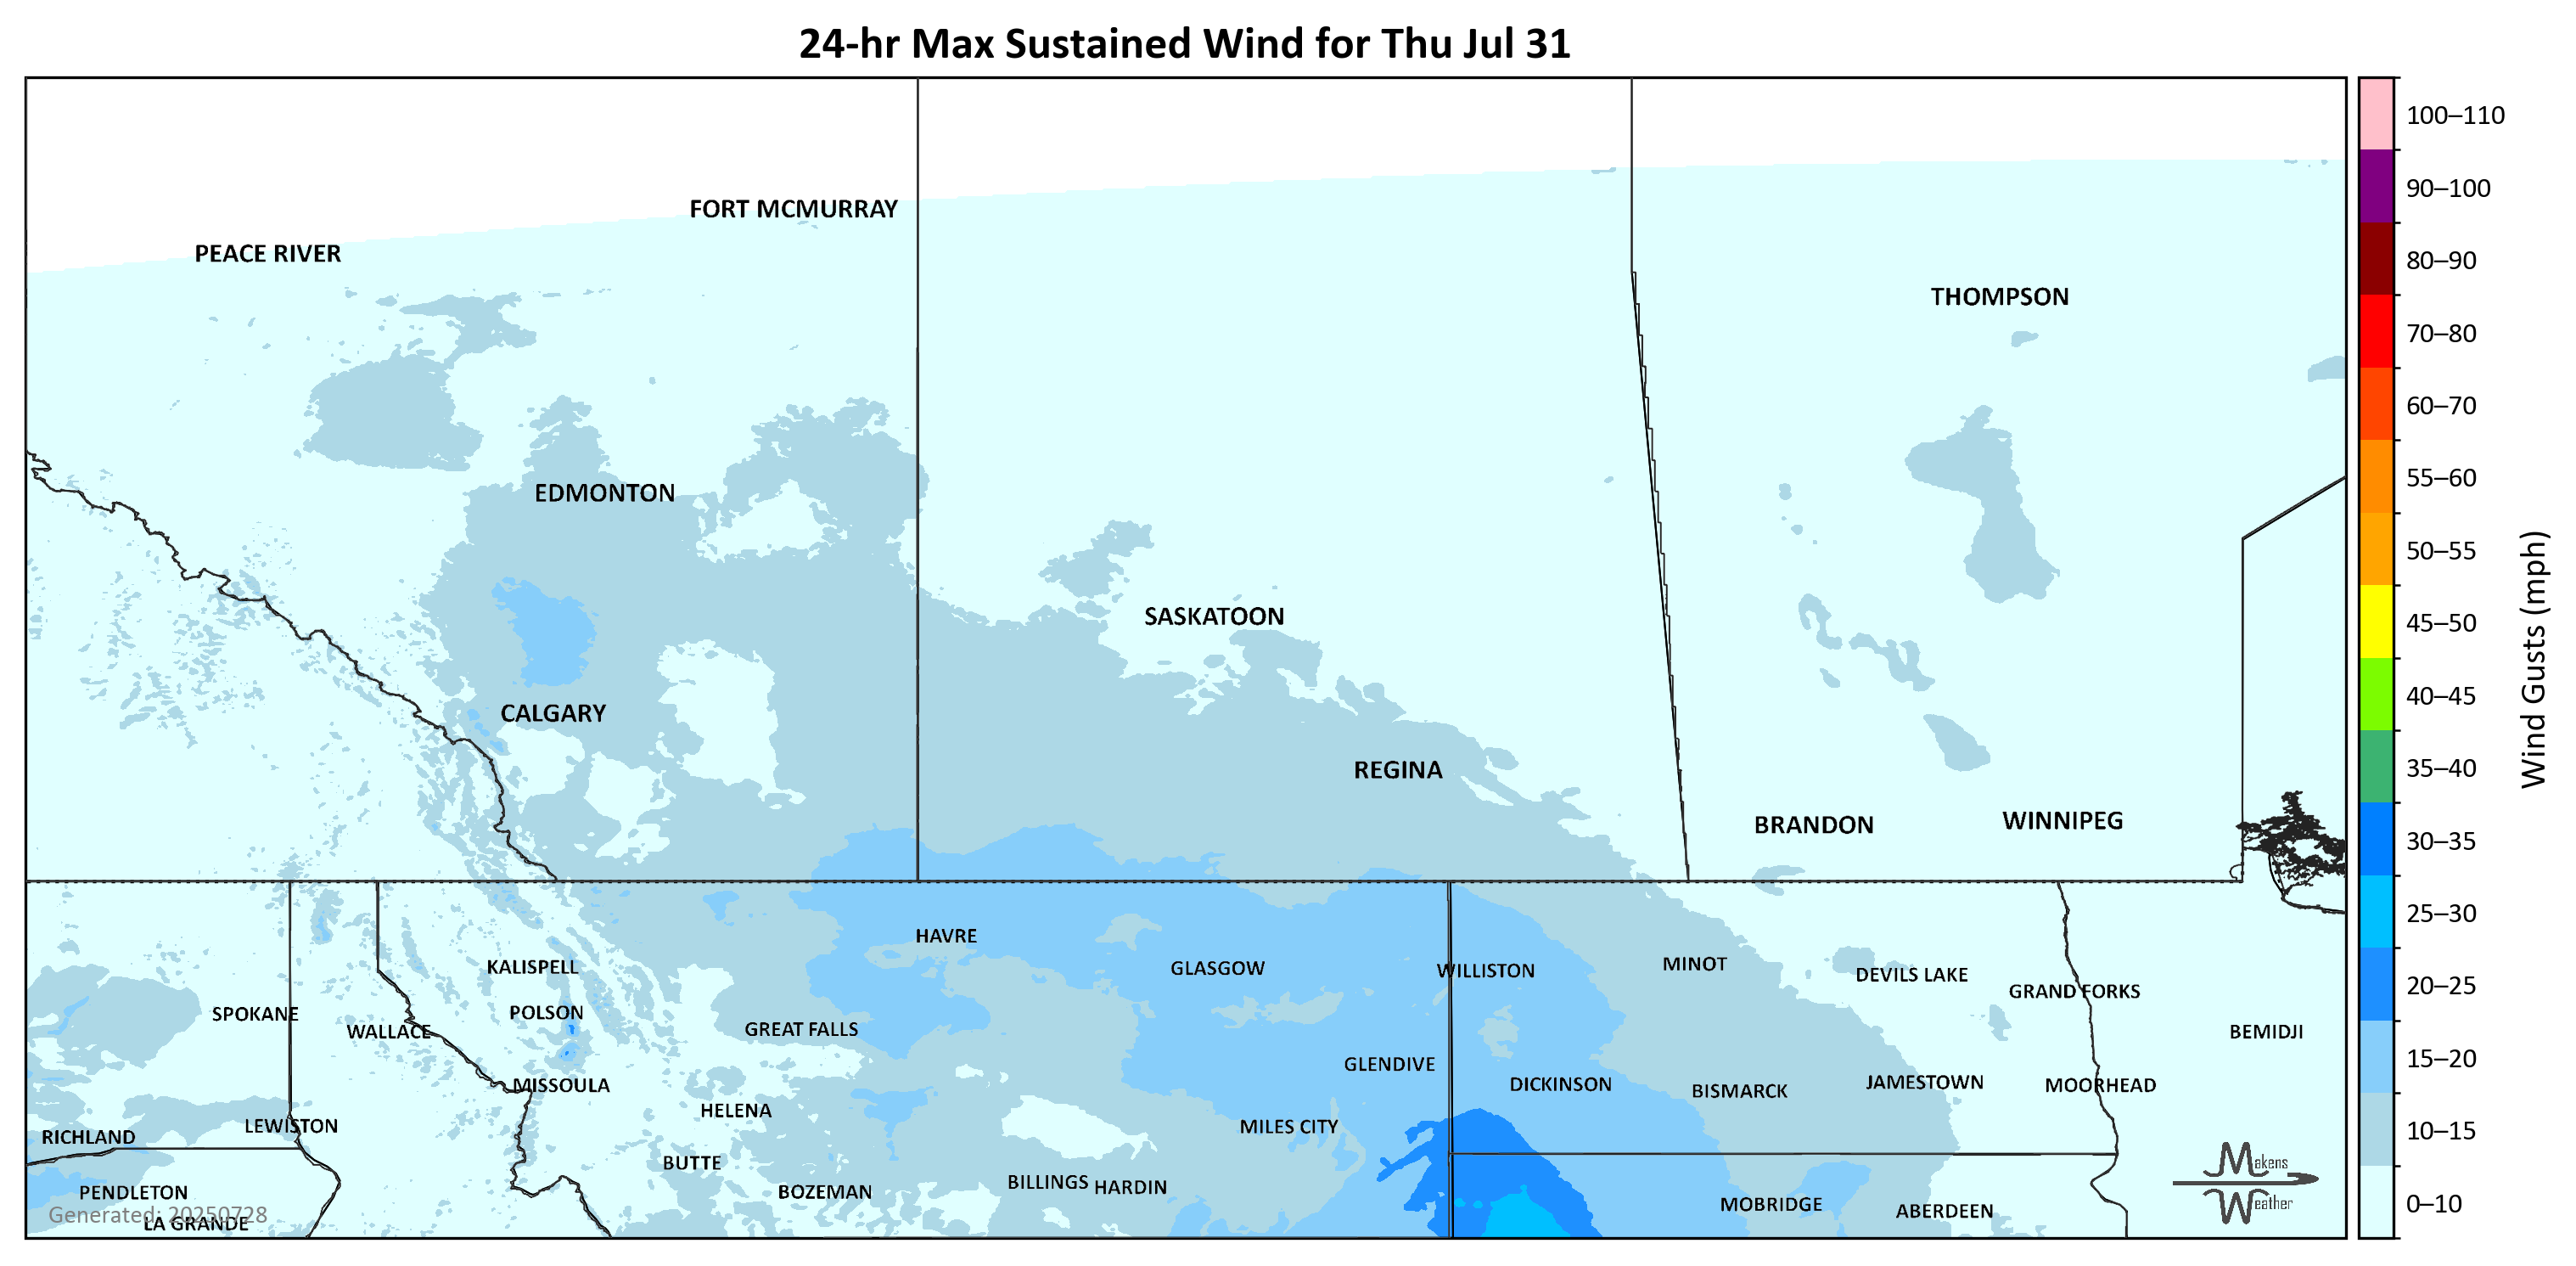 24-hr Max Sustained Wind for Thu Jul 31
FORT MCMURRAY
PEACE RIVER
THOMPSON
EDMONTON
SASKATOON
CALGARY
REGINA
BRANDON
WINNIPEG
HAVRE
KALISPELL
GLASGOW
WILLISTON
MINOT
DEVILS LAKE
GRAND FORKS
SPOKANE
POLSON
WALLACE
GREAT FALLS
BEMIDJI
GLENDIVE
MISSOULA
DICKINSON
BISMARCK
JAMESTOWN
MOORHEAD
HELENA
LEWISTON
MILES CITY
RICHLAND
BUTTE
BOZEMAN
BILLINGS
HARDIN
PENDLETON
MOBRIDGE
ABERDEEN
Generated: 20250728
LA GRANDE
Makens
Weather
100–110
90–100
80–90
70–80
60–70
55–60
50–55
45–50
40–45
35–40
30–35
25–30
20–25
15–20
10–15
0–10
Wind Gusts (mph)